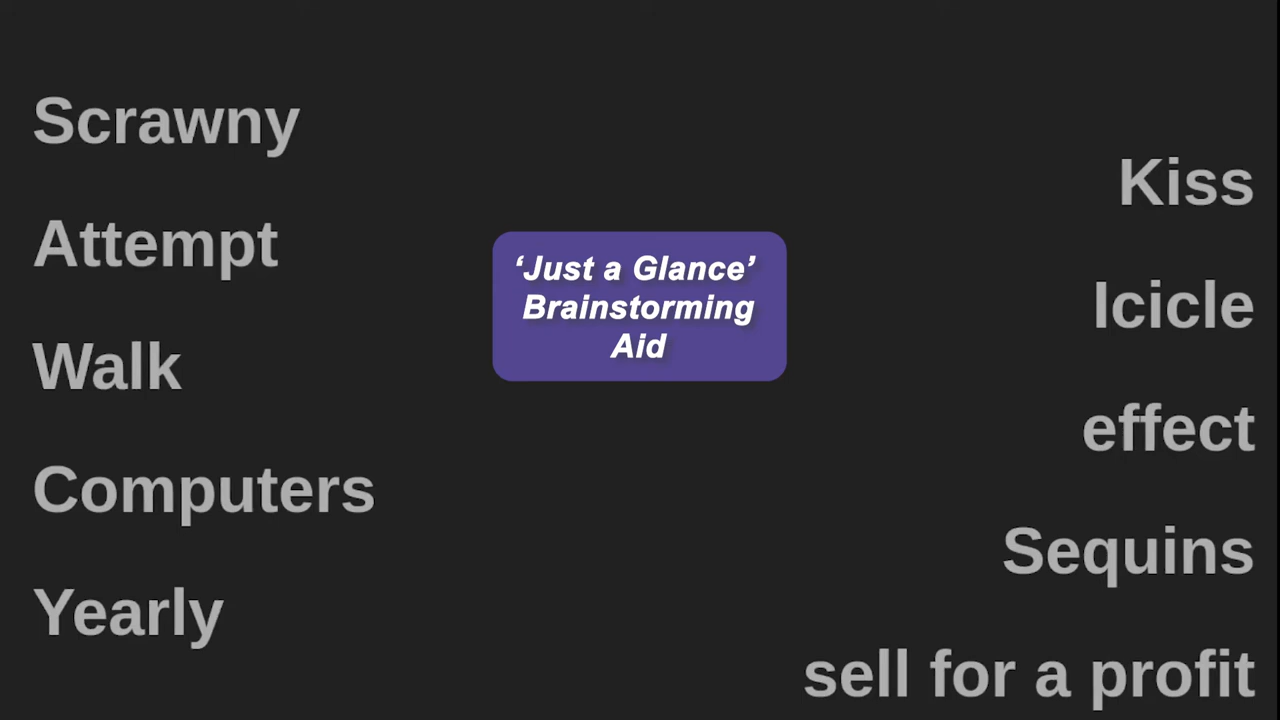 Scrawny
Attempt
Walk
Computers
Yearly
‘Just a Glance’
Brainstorming
Aid
Kiss
Icicle
effect
Sequins
sell for a profit